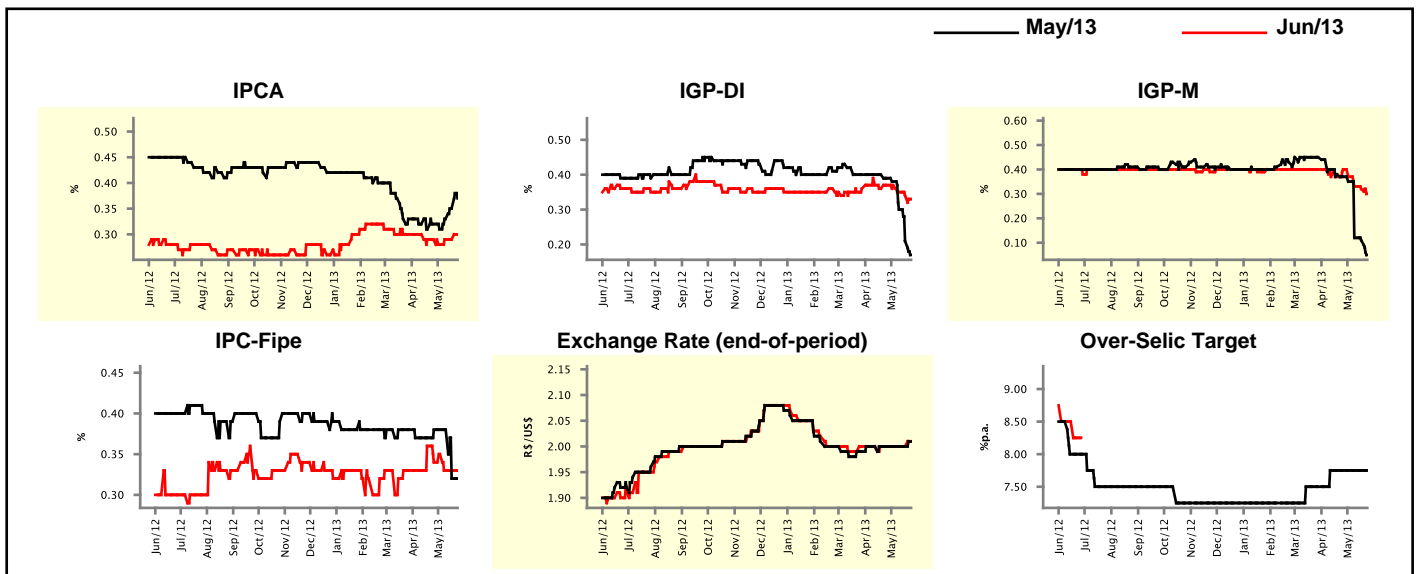 May/13
Jun/13
IPCA
IGP-DI
IGP-M
%
0.50
0.45
0.40
0.35
0.30
Jun/12
Jul/12
Aug/12
Sep/12
Oct/12
Nov/12
Dec/12
Jan/13
Feb/13
Mar/13
Apr/13
May/13
%
0.50
0.40
0.30
0.20
Jun/12
Jul/12
Aug/12
Sep/12
Oct/12
Nov/12
Dec/12
Jan/13
Feb/13
Mar/13
Apr/13
May/13
%
0.60
0.50
0.40
0.30
0.20
0.10
Jun/12
Jul/12
Aug/12
Sep/12
Oct/12
Nov/12
Dec/12
Jan/13
Feb/13
Mar/13
Apr/13
May/13
IPC-Fipe
Exchange Rate (end-of-period)
Over-Selic Target
%
0.45
0.40
0.35
0.30
Jun/12
Jul/12
Aug/12
Sep/12
Oct/12
Nov/12
Dec/12
Jan/13
Feb/13
Mar/13
Apr/13
May/13
R$/US$
2.15
2.10
2.05
2.00
1.95
1.90
Jun/12
Jul/12
Aug/12
Sep/12
Oct/12
Nov/12
Dec/12
Jan/13
Feb/13
Mar/13
Apr/13
May/13
%p.a.
9.00
8.50
8.00
7.50
Jun/12
Jul/12
Aug/12
Sep/12
Oct/12
Nov/12
Dec/12
Jan/13
Feb/13
Mar/13
Apr/13
May/13